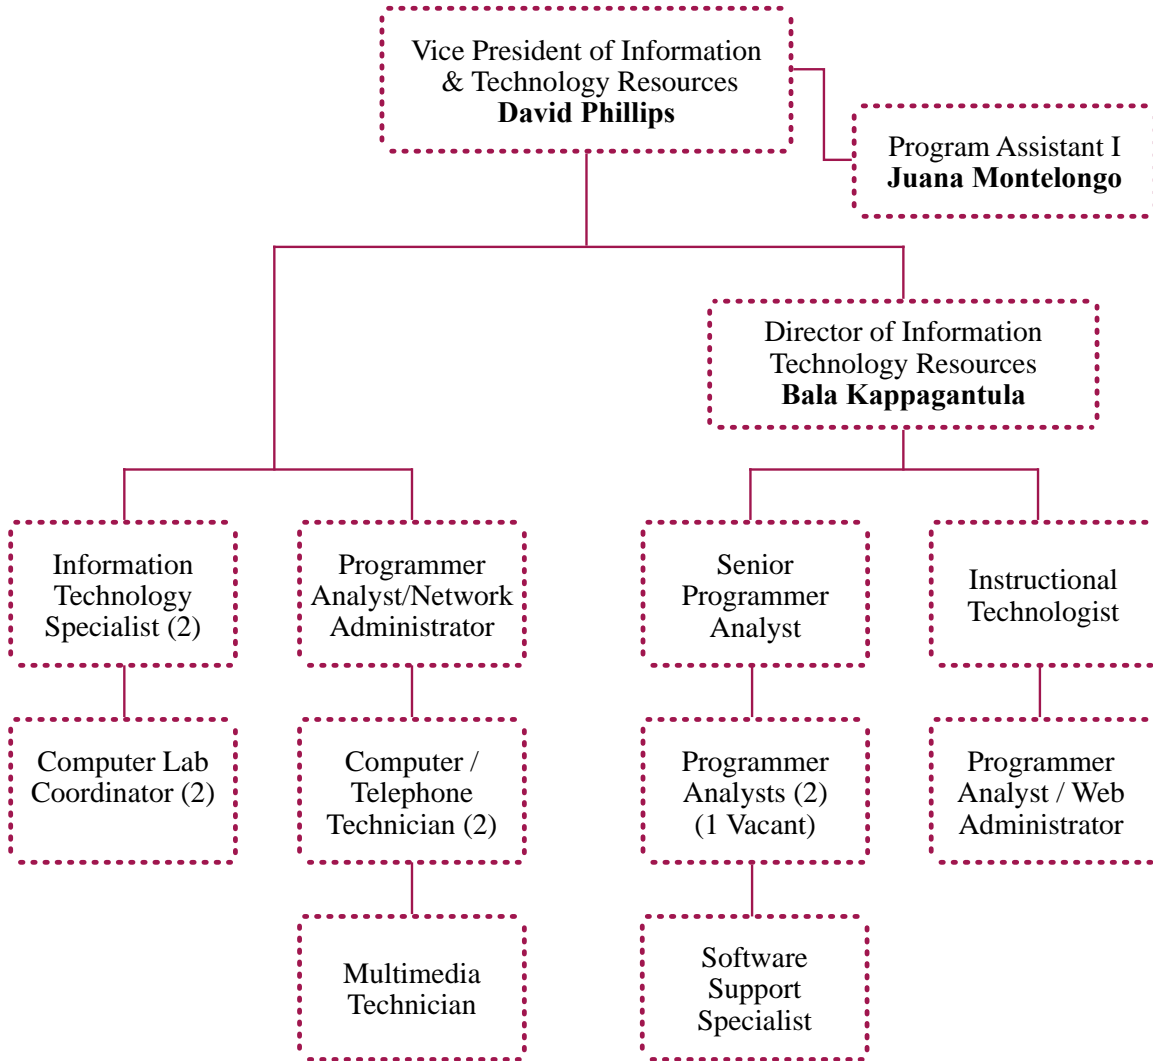 Vice President of Information
& Technology Resources
David Phillips
Program Assistant I
Juana Montelongo
Director of Information
Technology Resources
Bala Kappagantula
Information
Technology
Specialist (2)
Programmer
Analyst/Network
Administrator
Senior
Programmer
Analyst
Instructional
Technologist
Computer Lab
Coordinator (2)
Computer /
Telephone
Technician (2)
Programmer
Analysts (2)
(1 Vacant)
Programmer
Analyst / Web
Administrator
Multimedia
Technician
Software
Support
Specialist